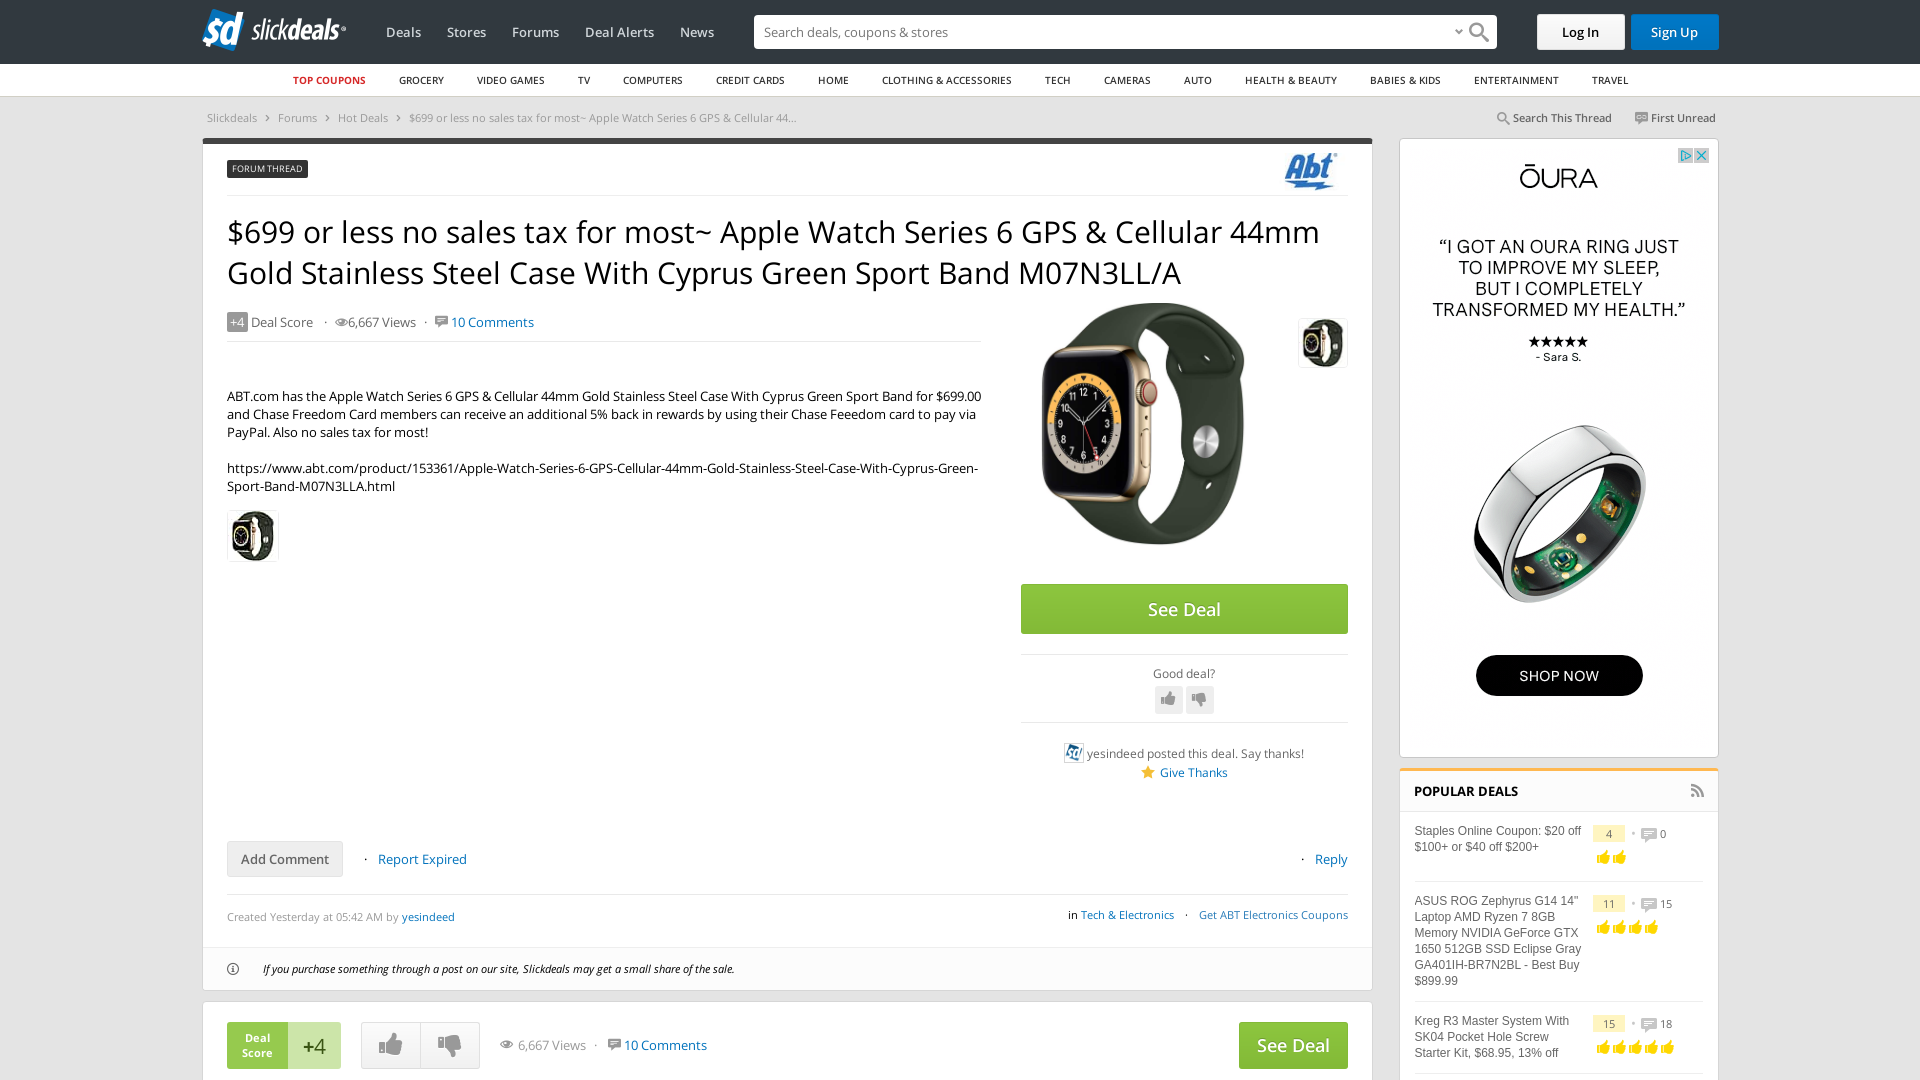 slickdeals
Deals
Stores
Forums
Deal Alerts
News
Search deals, coupons & stores
Log In
Sign Up
TOP COUPONS
GROCERY
VIDEO GAMES
TV
COMPUTERS
CREDIT CARDS
HOME
CLOTHING & ACCESSORIES
TECH
CAMERAS
AUTO
HEALTH & BEAUTY
BABIES & KIDS
ENTERTAINMENT
TRAVEL
Slickdeals › Forums › Hot Deals › $699 or less no sales tax for most~ Apple Watch Series 6 GPS & Cellular 44...
Search This Thread
First Unread
FORUM THREAD
Abt
$699 or less no sales tax for most~ Apple Watch Series 6 GPS & Cellular 44mm
Gold Stainless Steel Case With Cyprus Green Sport Band M07N3LL/A
+4 Deal Score · 6,667 Views · 10 Comments
ABT.com has the Apple Watch Series 6 GPS & Cellular 44mm Gold Stainless Steel Case With Cyprus Green Sport Band for $699.00
and Chase Freedom Card members can receive an additional 5% back in rewards by using their Chase Feeedom card to pay via
PayPal. Also no sales tax for most!
https://www.abt.com/product/153361/Apple-Watch-Series-6-GPS-Cellular-44mm-Gold-Stainless-Steel-Case-With-Cyprus-Green-
Sport-Band-M07N3LLA.html
See Deal
Good deal?
yesindeed posted this deal. Say thanks!
Give Thanks
Add Comment
· Report Expired
· Reply
Created Yesterday at 05:42 AM by yesindeed
in Tech & Electronics · Get ABT Electronics Coupons
If you purchase something through a post on our site, Slickdeals may get a small share of the sale.
Deal
Score
+4
6,667 Views · 10 Comments
See Deal
ŌURA
“I GOT AN OURA RING JUST
TO IMPROVE MY SLEEP,
BUT I COMPLETELY
TRANSFORMED MY HEALTH.”
★★★★★
- Sara S.
SHOP NOW
POPULAR DEALS
Staples Online Coupon: $20 off
$100+ or $40 off $200+
4 • 0
ASUS ROG Zephyrus G14 14"
Laptop AMD Ryzen 7 8GB
Memory NVIDIA GeForce GTX
1650 512GB SSD Eclipse Gray
GA401IH-BR7N2BL - Best Buy
$899.99
11 • 15
Kreg R3 Master System With
SK04 Pocket Hole Screw
Starter Kit, $68.95, 13% off
15 • 18